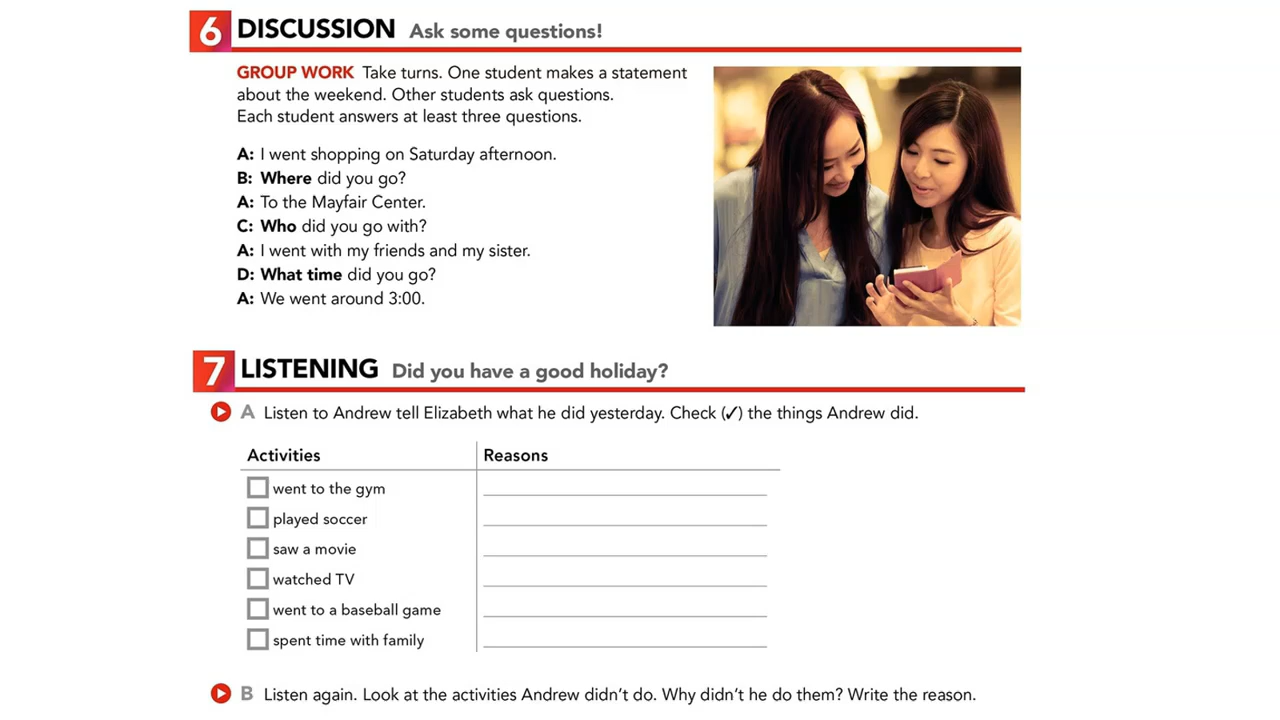 6 DISCUSSION Ask some questions!
GROUP WORK Take turns. One student makes a statement
about the weekend. Other students ask questions.
Each student answers at least three questions.
A: I went shopping on Saturday afternoon.
B: Where did you go?
A: To the Mayfair Center.
C: Who did you go with?
A: I went with my friends and my sister.
D: What time did you go?
A: We went around 3:00.
7 LISTENING Did you have a good holiday?
A Listen to Andrew tell Elizabeth what he did yesterday. Check (✓) the things Andrew did.
Activities Reasons
went to the gym
played soccer
saw a movie
watched TV
went to a baseball game
spent time with family
B Listen again. Look at the activities Andrew didn't do. Why didn't he do them? Write the reason.